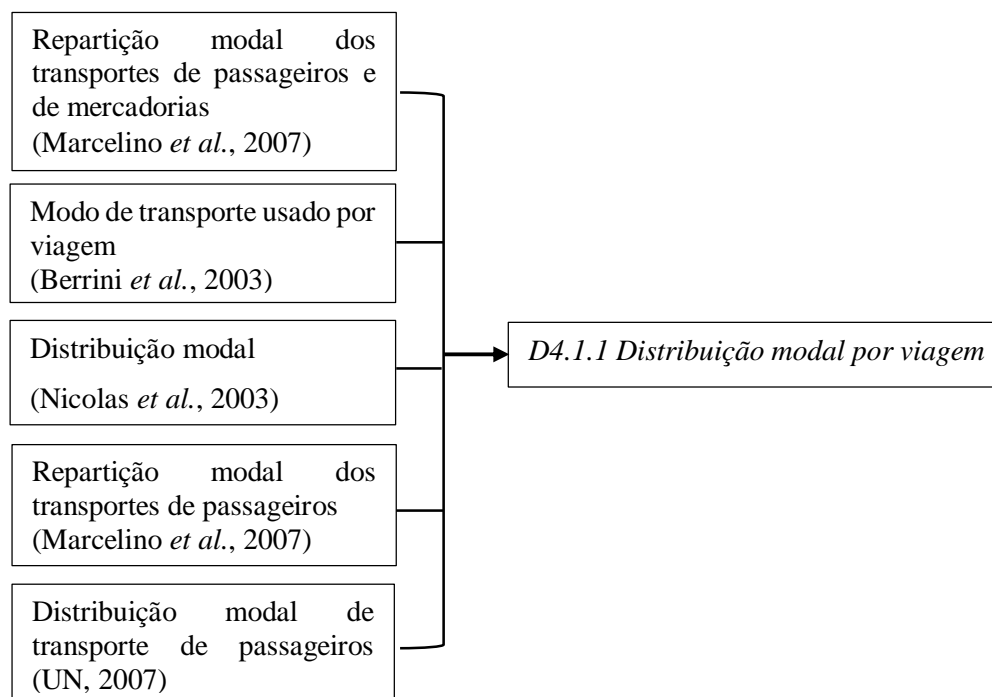 Repartição modal dos
transportes de passageiros e
de mercadorias
(Marcelino et al., 2007)
Modo de transporte usado por
viagem
(Berrini et al., 2003)
Distribuição modal
(Nicolas et al., 2003)
Repartição modal dos
transportes de passageiros
(Marcelino et al., 2007)
Distribuição modal de
transporte de passageiros
(UN, 2007)
D4.1.1 Distribuição modal por viagem